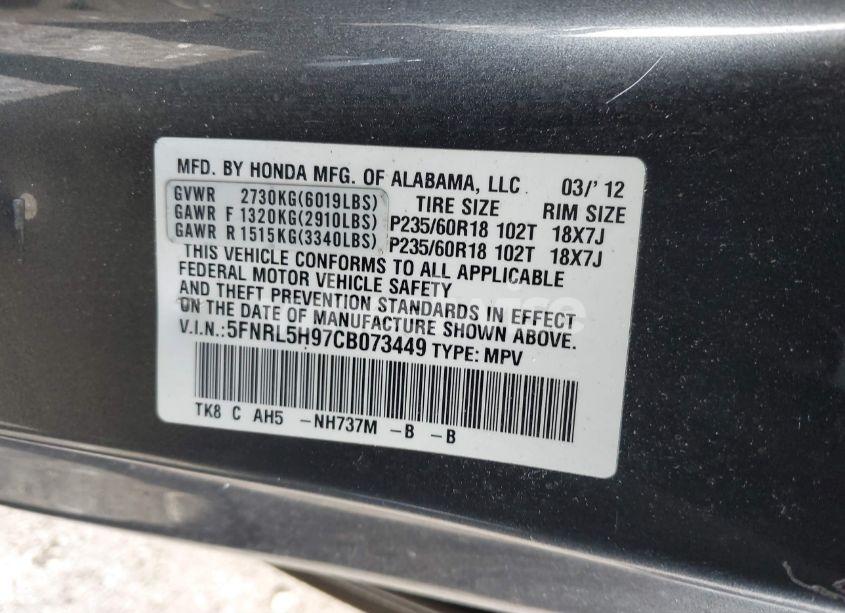 MFD. BY HONDA MFG. OF ALABAMA, LLC 03/' 12
GVWR 2730KG(6019LBS) TIRE SIZE RIM SIZE
GAWR F 1320KG(2910LBS) P235/60R18 102T 18X7J
GAWR R 1515KG(3340LBS) P235/60R18 102T 18X7J
THIS VEHICLE CONFORMS TO ALL APPLICABLE
FEDERAL MOTOR VEHICLE SAFETY
AND THEFT PREVENTION STANDARDS IN EFFECT
ON THE DATE OF MANUFACTURE SHOWN ABOVE.
V.I.N.:5FNRL5H97CB073449 TYPE: MPV
TK8 C AH5 -NH737M -B -B